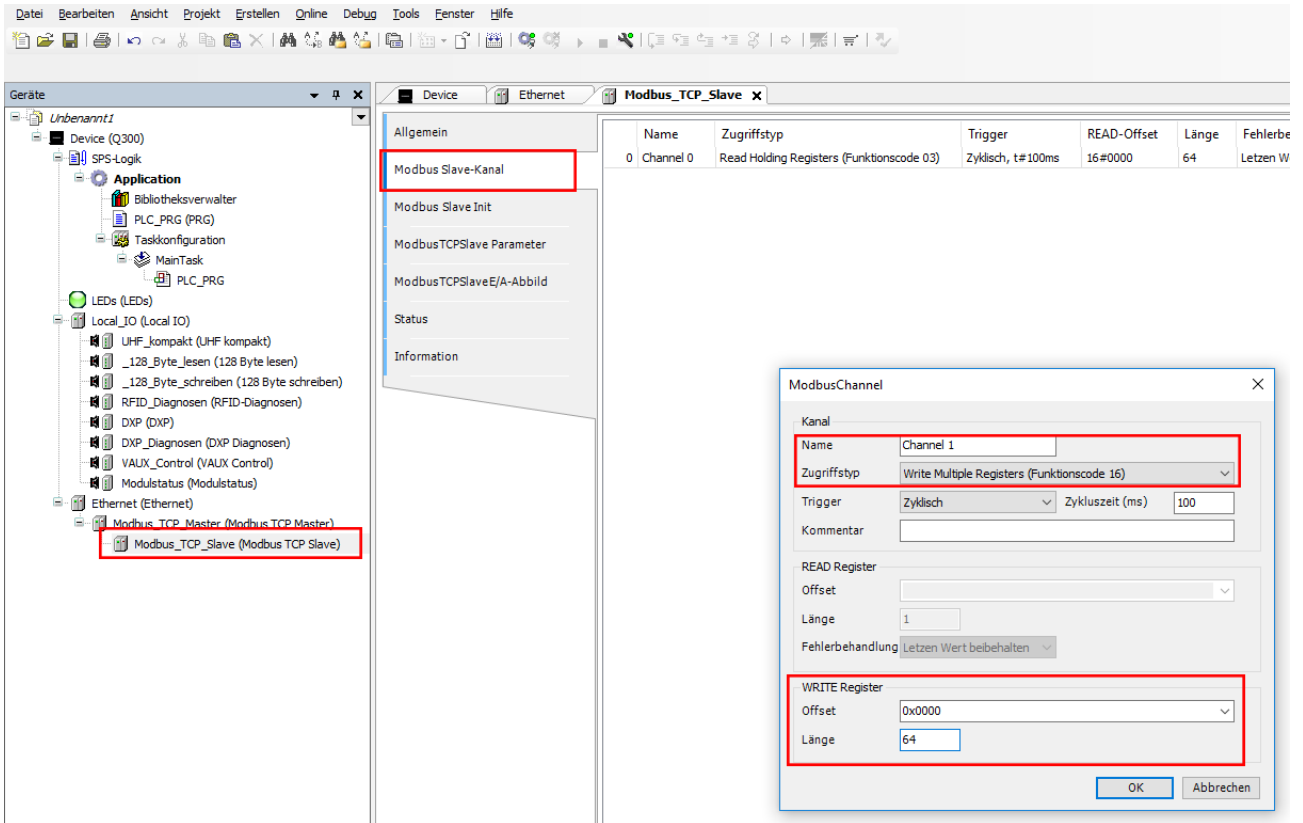 Datei Bearbeiten Ansicht Projekt Erstellen Online Debug Tools Fenster Hilfe
Geräte
Unbenannt1
Device (Q300)
SPS-Logik
Application
Bibliotheksverwalter
PLC_PRG (PRG)
Taskkonfiguration
MainTask
PLC_PRG
LEDs (LEDs)
Local_IO (Local IO)
UHF_kompakt (UHF kompakt)
_128_Byte_lesen (128 Byte lesen)
_128_Byte_schreiben (128 Byte schreiben)
RFID_Diagnosen (RFID-Diagnosen)
DXP (DXP)
DXP_Diagnosen (DXP Diagnosen)
VAUX_Control (VAUX Control)
Modulstatus (Modulstatus)
Ethernet (Ethernet)
Modbus_TCP_Master (Modbus TCP Master)
Modbus_TCP_Slave (Modbus TCP Slave)
Device Ethernet Modbus_TCP_Slave
Allgemein
Modbus Slave-Kanal
Modbus Slave Init
ModbusTCPSlave Parameter
ModbusTCPSlaveE/A-Abbild
Status
Information
Name Zugriffstyp Trigger READ-Offset Länge Fehlerbe
0 Channel 0 Read Holding Registers (Funktionscode 03) Zyklisch, t#100ms 16#0000 64 Letzen W
ModbusChannel
Kanal
Name Channel 1
Zugriffstyp Write Multiple Registers (Funktionscode 16)
Trigger Zyklisch Zykluszeit (ms) 100
Kommentar
READ Register
Offset
Länge 1
Fehlerbehandlung Letzen Wert beibehalten
WRITE Register
Offset 0x0000
Länge 64
OK Abbrechen